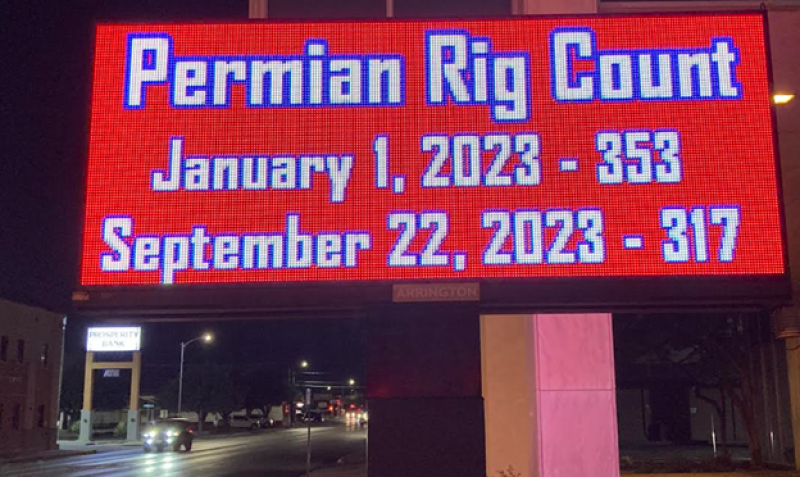 Permian Rig Count
January 1, 2023 - 353
September 22, 2023 - 317
ARRINGTON
PROSPERITY
BANK